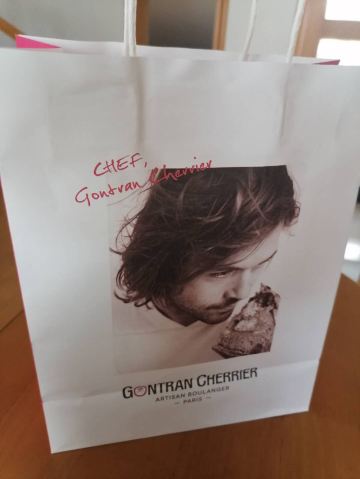 CHEF,
Gontran Cherrier
GONTRAN CHERRIER
ARTISAN BOULANGER
– PARIS –